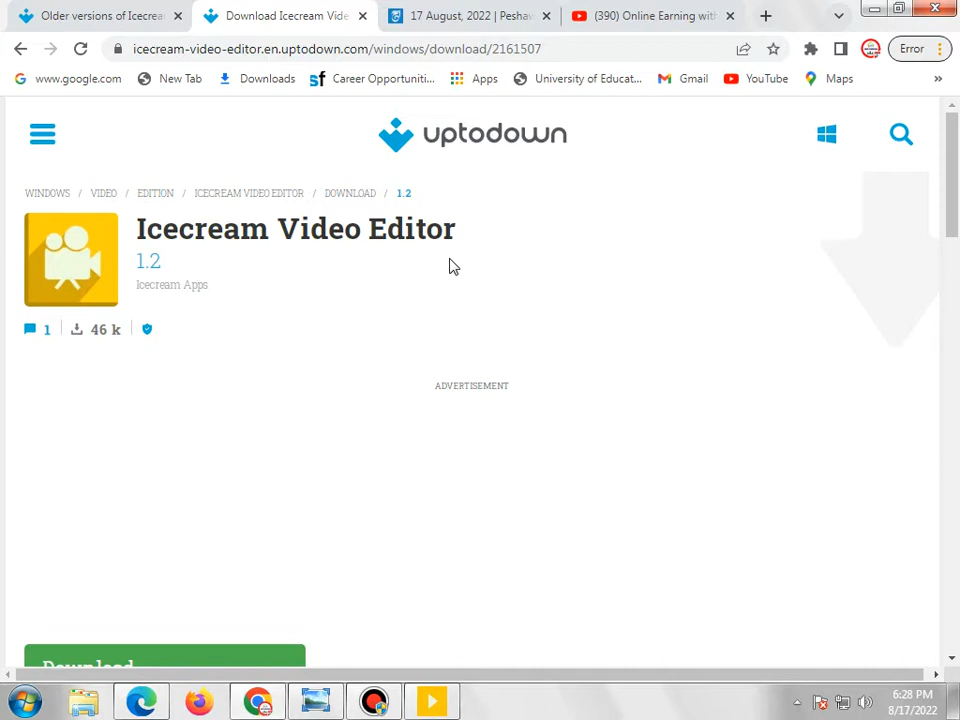 Older versions of Icecrea
Download Icecream Vide
17 August, 2022 | Pesha
(390) Online Earning with
icecream-video-editor.en.uptodown.com/windows/download/2161507
Error
www.google.com
New Tab
Downloads
Career Opportuniti...
Apps
University of Educat...
Gmail
YouTube
Maps
uptodown
WINDOWS / VIDEO / EDITION / ICECREAM VIDEO EDITOR / DOWNLOAD / 1.2
Icecream Video Editor
1.2
Icecream Apps
1
46 k
ADVERTISEMENT
Download
6:28 PM
8/17/2022